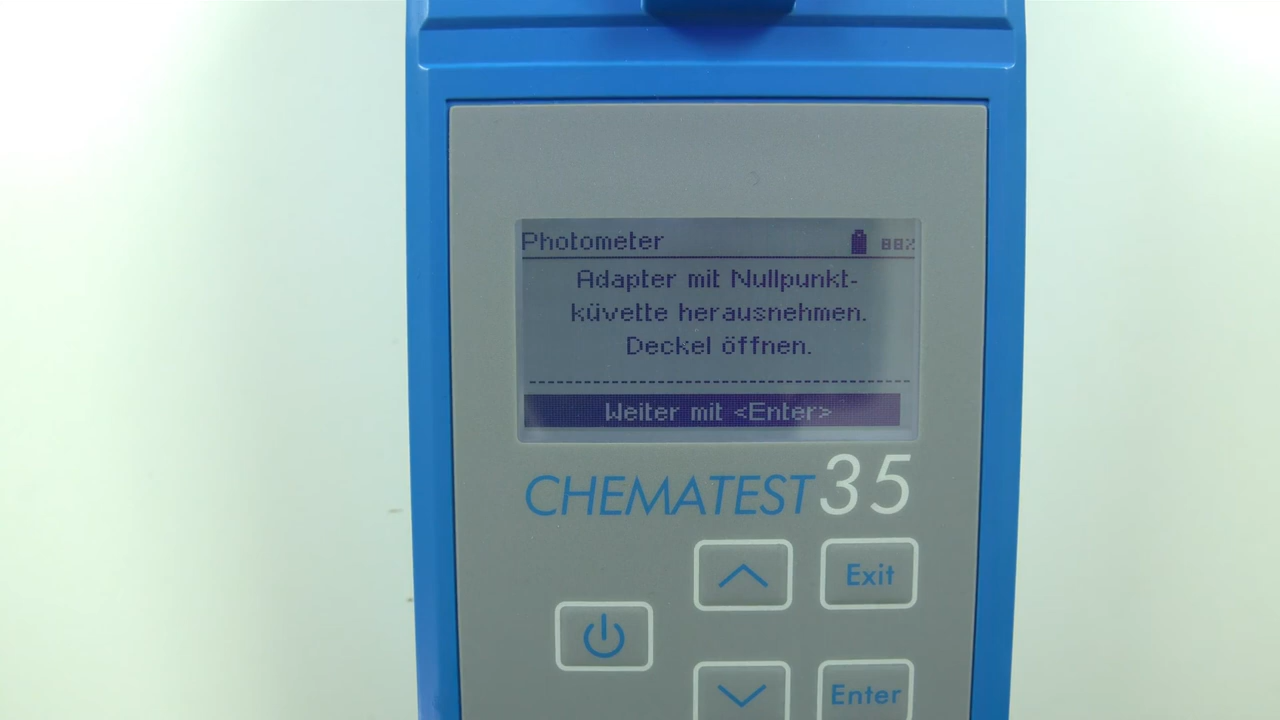 Photometer 88%
Adapter mit Nullpunkt-
küvette herausnehmen.
Deckel öffnen.
Weiter mit <Enter>
CHEMATEST 35
Exit
Enter